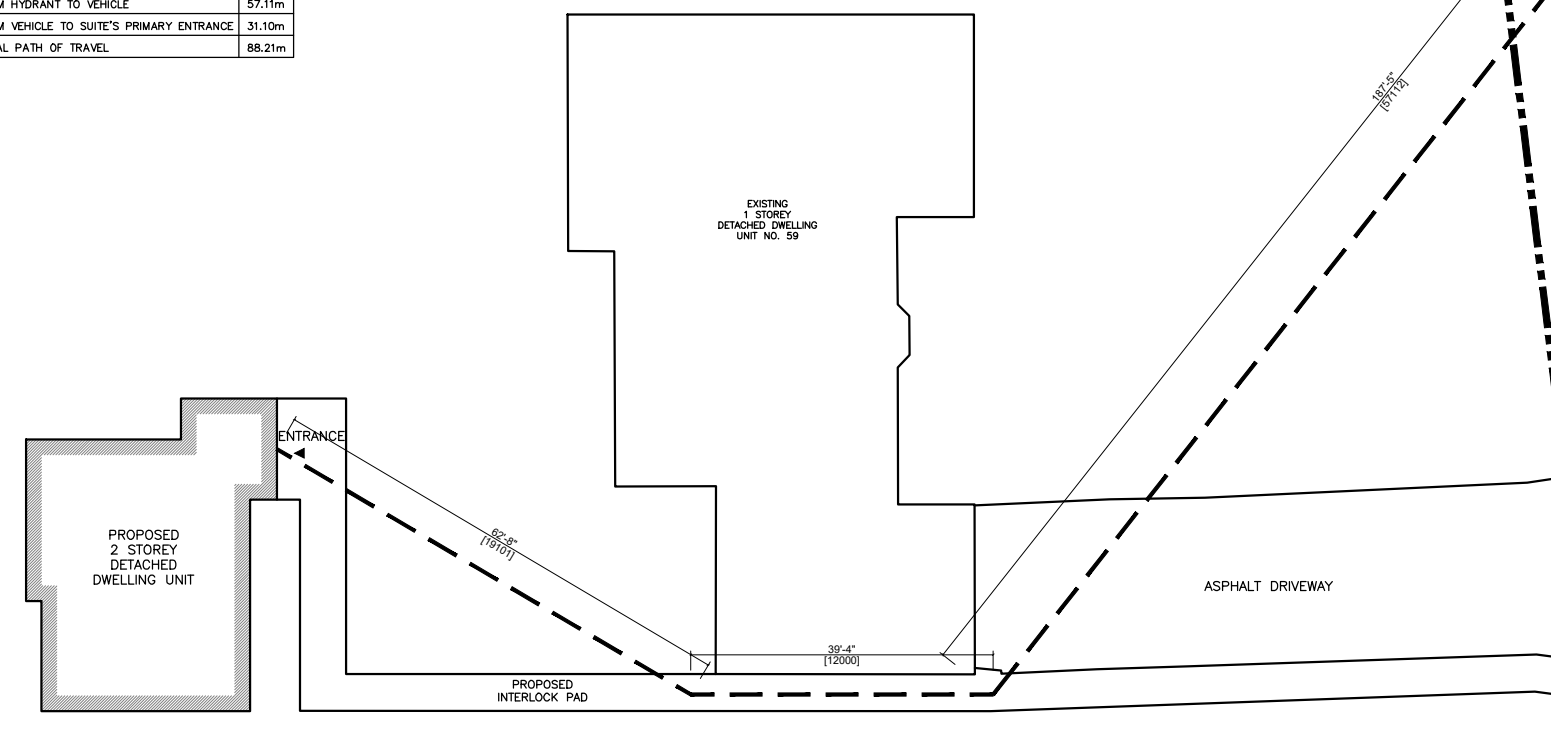 HYDRANT TO VEHICLE 57.11m
VEHICLE TO SUITE'S PRIMARY ENTRANCE 31.10m
PATH OF TRAVEL 88.21m
187'-5"
[57112]
EXISTING
1 STOREY
DETACHED DWELLING
UNIT NO. 59
ENTRANCE
62'-8"
[19101]
PROPOSED
2 STOREY
DETACHED
DWELLING UNIT
ASPHALT DRIVEWAY
39'-4"
[12000]
PROPOSED
INTERLOCK PAD